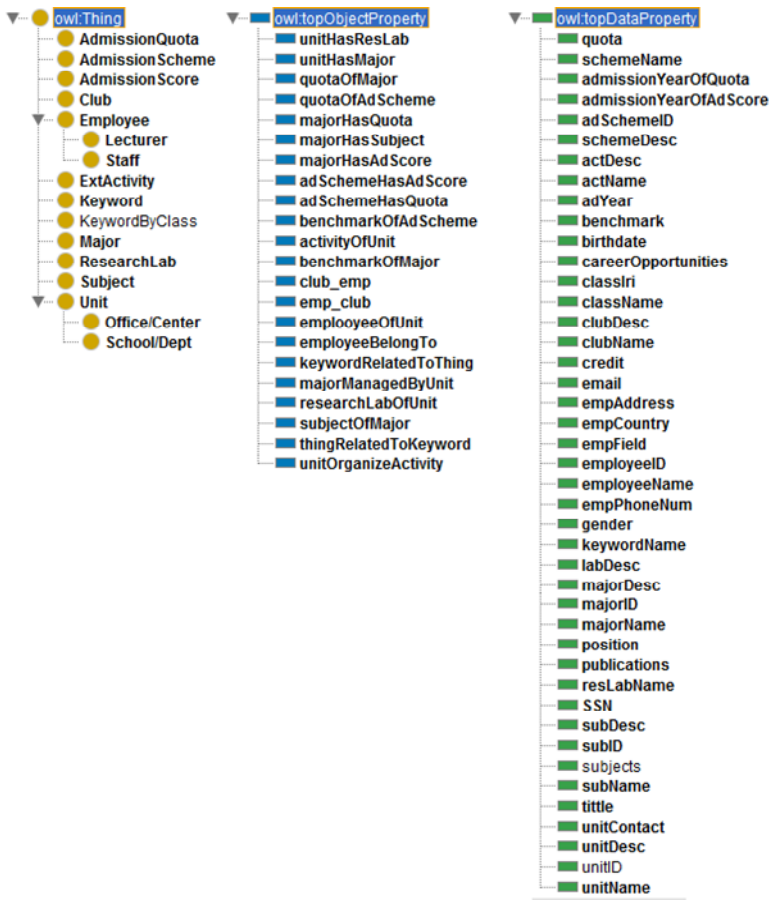 owl:Thing
AdmissionQuota
AdmissionScheme
AdmissionScore
Club
Employee
Lecturer
Staff
ExtActivity
Keyword
KeywordByClass
Major
ResearchLab
Subject
Unit
Office/Center
School/Dept
owl:topObjectProperty
unitHasResLab
unitHasMajor
quotaOfMajor
quotaOfAdScheme
majorHasQuota
majorHasSubject
majorHasAdScore
adSchemeHasAdScore
adSchemeHasQuota
benchmarkOfAdScheme
activityOfUnit
benchmarkOfMajor
club_emp
emp_club
emplooyeeOfUnit
employeeBelongTo
keywordRelatedToThing
majorManagedByUnit
researchLabOfUnit
subjectOfMajor
thingRelatedToKeyword
unitOrganizeActivity
owl:topDataProperty
quota
schemeName
admissionYearOfQuota
admissionYearOfAdScore
adSchemeID
schemeDesc
actDesc
actName
adYear
benchmark
birthdate
careerOpportunities
classIri
className
clubDesc
clubName
credit
email
empAddress
empCountry
empField
employeeID
employeeName
empPhoneNum
gender
keywordName
labDesc
majorDesc
majorID
majorName
position
publications
resLabName
SSN
subDesc
subID
subjects
subName
tittle
unitContact
unitDesc
unitID
unitName